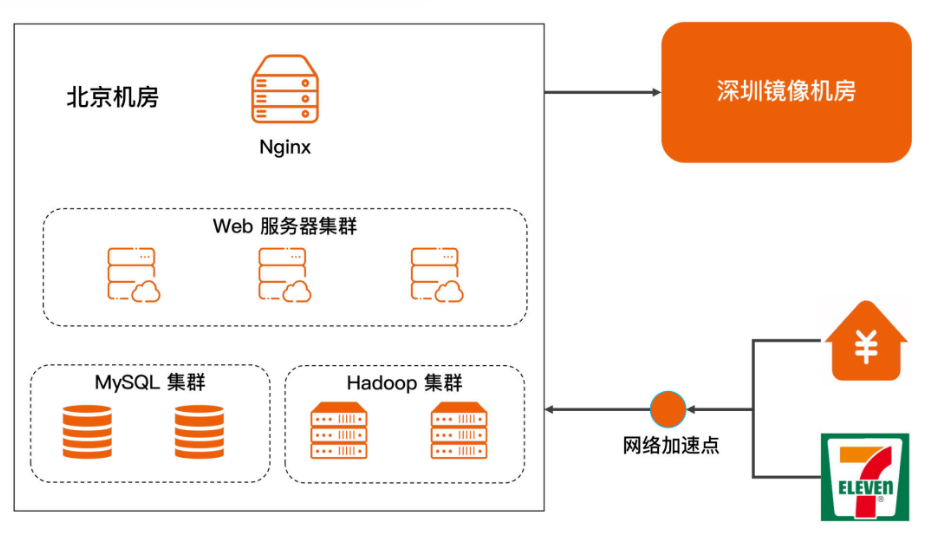 北京机房
Nginx
深圳镜像机房
Web 服务器集群
MySQL 集群
Hadoop 集群
¥
网络加速点
7
ELEVEn
®